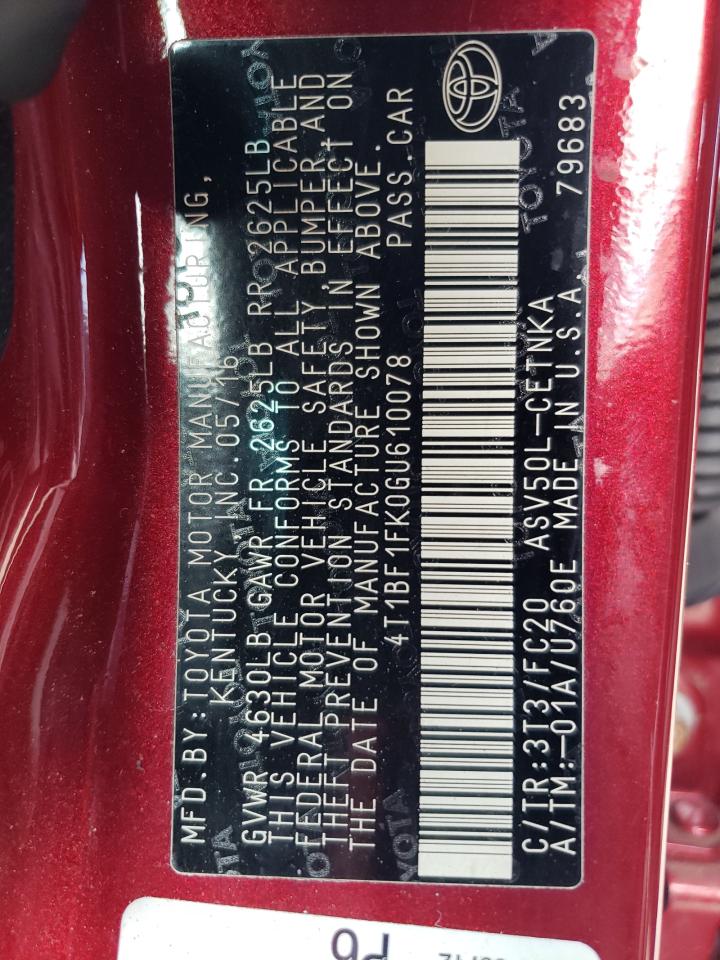 MFD.BY:TOYOTA MOTOR MANUFACTURING,
KENTUCKY, INC.05/16
GVWR 4630LB GAWR FR 2625LB RR 2625LB
THIS VEHICLE CONFORMS TO ALL APPLICABLE
FEDERAL MOTOR VEHICLE SAFETY, BUMPER, AND
THEFT PREVENTION STANDARDS IN EFFECT ON
THE DATE OF MANUFACTURE SHOWN ABOVE.
4T1BF1FK0GU610078 PASS.CAR
C/TR:3T3/FC20 ASV50L-CETNKA 79683
A/TM:-01A/U760E MADE IN U.S.A.
P6